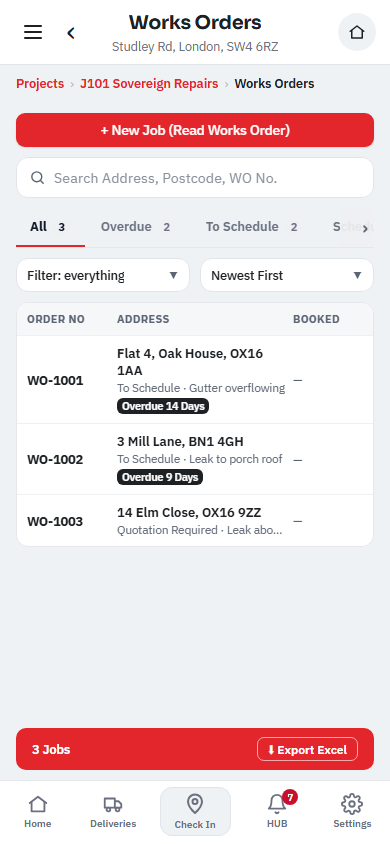 Works Orders
Studley Rd, London, SW4 6RZ
Projects › J101 Sovereign Repairs › Works Orders
+ New Job (Read Works Order)
Search Address, Postcode, WO No.
All 3 Overdue 2 To Schedule 2
Filter: everything ▼ Newest First ▼
ORDER NO ADDRESS BOOKED
WO-1001
Flat 4, Oak House, OX16
1AA
To Schedule · Gutter overflowing
Overdue 14 Days
—
WO-1002
3 Mill Lane, BN1 4GH
To Schedule · Leak to porch roof
Overdue 9 Days
—
WO-1003
14 Elm Close, OX16 9ZZ
Quotation Required · Leak abo...
—
3 Jobs
⬇ Export Excel
7
Home Deliveries Check In HUB Settings